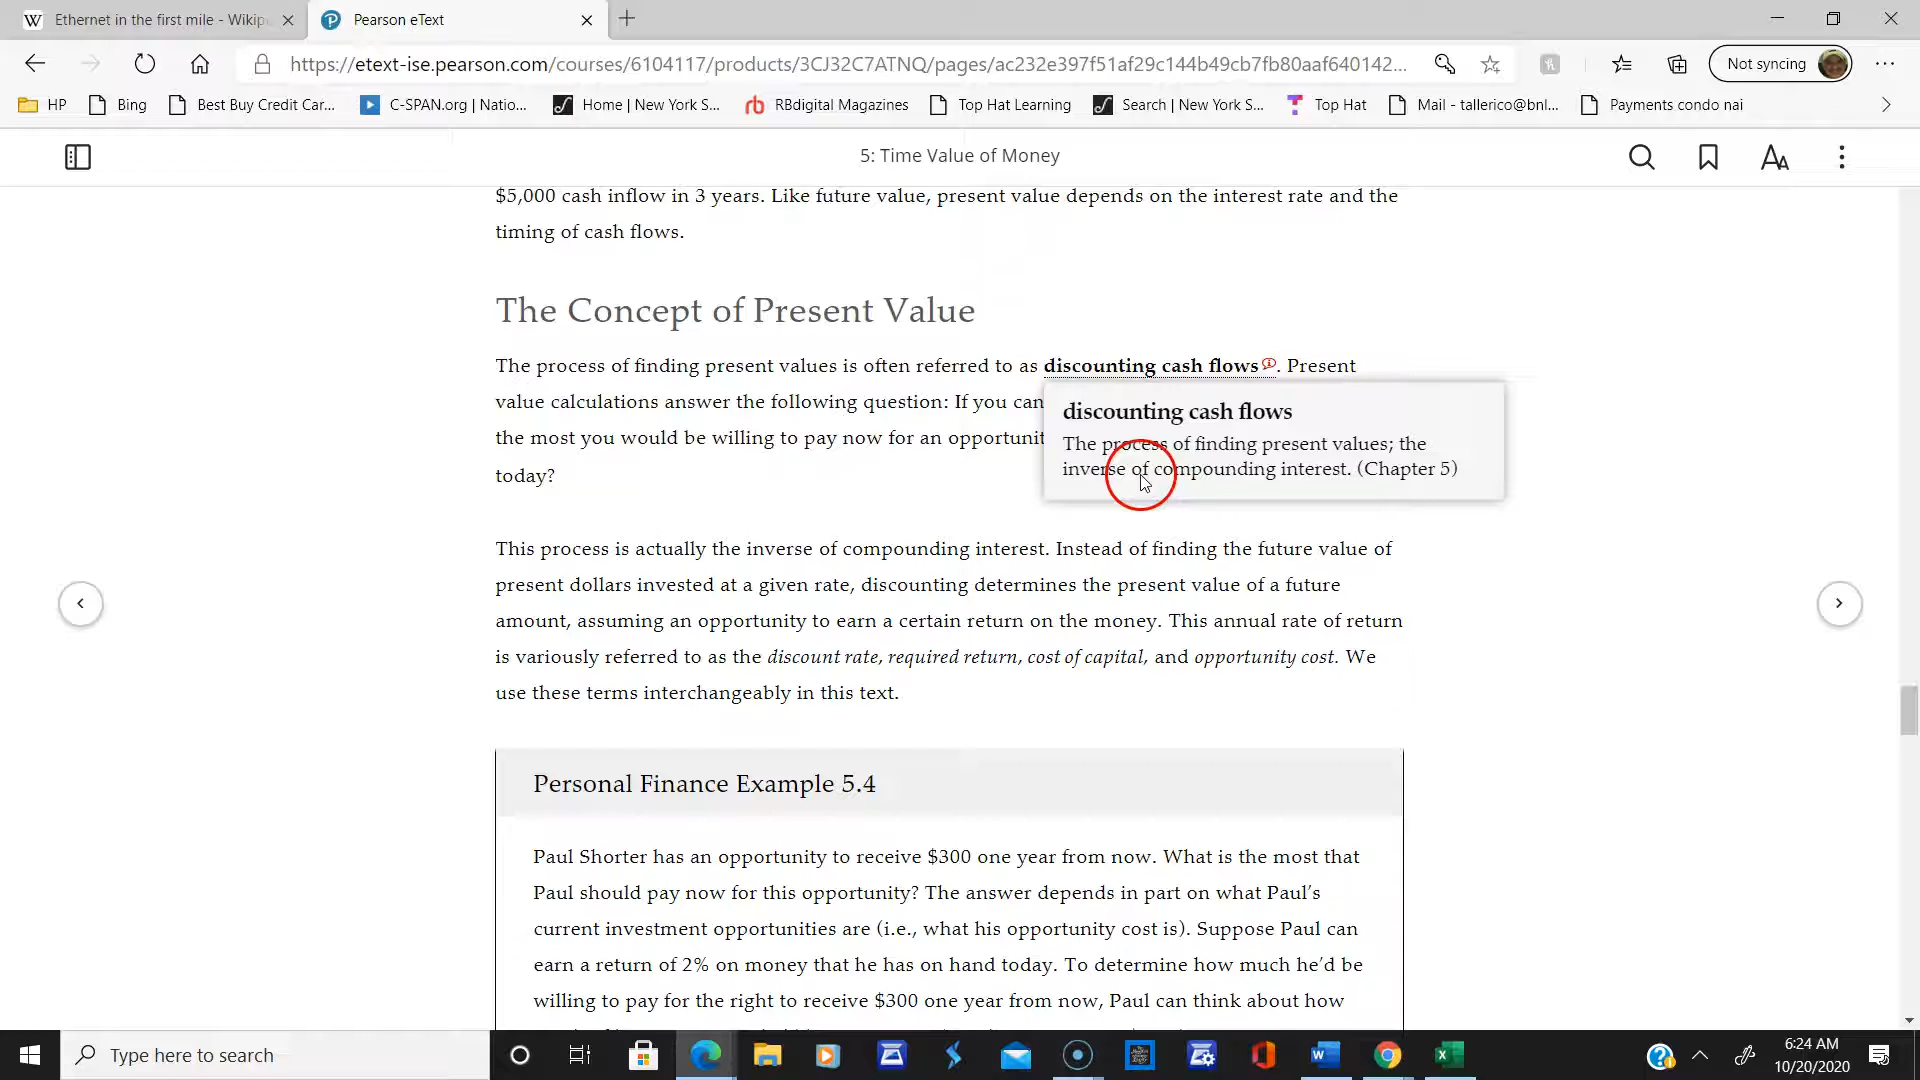 Ethernet in the first mile - Wikipe
Pearson eText
https://etext-ise.pearson.com/courses/6104117/products/3CJ32C7ATNQ/pages/ac232e397f51af29c144b49cb7fb80aaf640142...
Not syncing
HP
Bing
Best Buy Credit Car...
C-SPAN.org | Natio...
Home | New York S...
RBdigital Magazines
Top Hat Learning
Search | New York S...
Top Hat
Mail - tallerico@bnl...
Payments condo nai
5: Time Value of Money
$5,000 cash inflow in 3 years. Like future value, present value depends on the interest rate and the
timing of cash flows.
The Concept of Present Value
The process of finding present values is often referred to as discounting cash flows. Present
value calculations answer the following question: If you can
the most you would be willing to pay now for an opportunit
today?
discounting cash flows
The process of finding present values; the
inverse of compounding interest. (Chapter 5)
This process is actually the inverse of compounding interest. Instead of finding the future value of
present dollars invested at a given rate, discounting determines the present value of a future
amount, assuming an opportunity to earn a certain return on the money. This annual rate of return
is variously referred to as the discount rate, required return, cost of capital, and opportunity cost. We
use these terms interchangeably in this text.
Personal Finance Example 5.4
Paul Shorter has an opportunity to receive $300 one year from now. What is the most that
Paul should pay now for this opportunity? The answer depends in part on what Paul's
current investment opportunities are (i.e., what his opportunity cost is). Suppose Paul can
earn a return of 2% on money that he has on hand today. To determine how much he'd be
willing to pay for the right to receive $300 one year from now, Paul can think about how
Type here to search
6:24 AM
10/20/2020